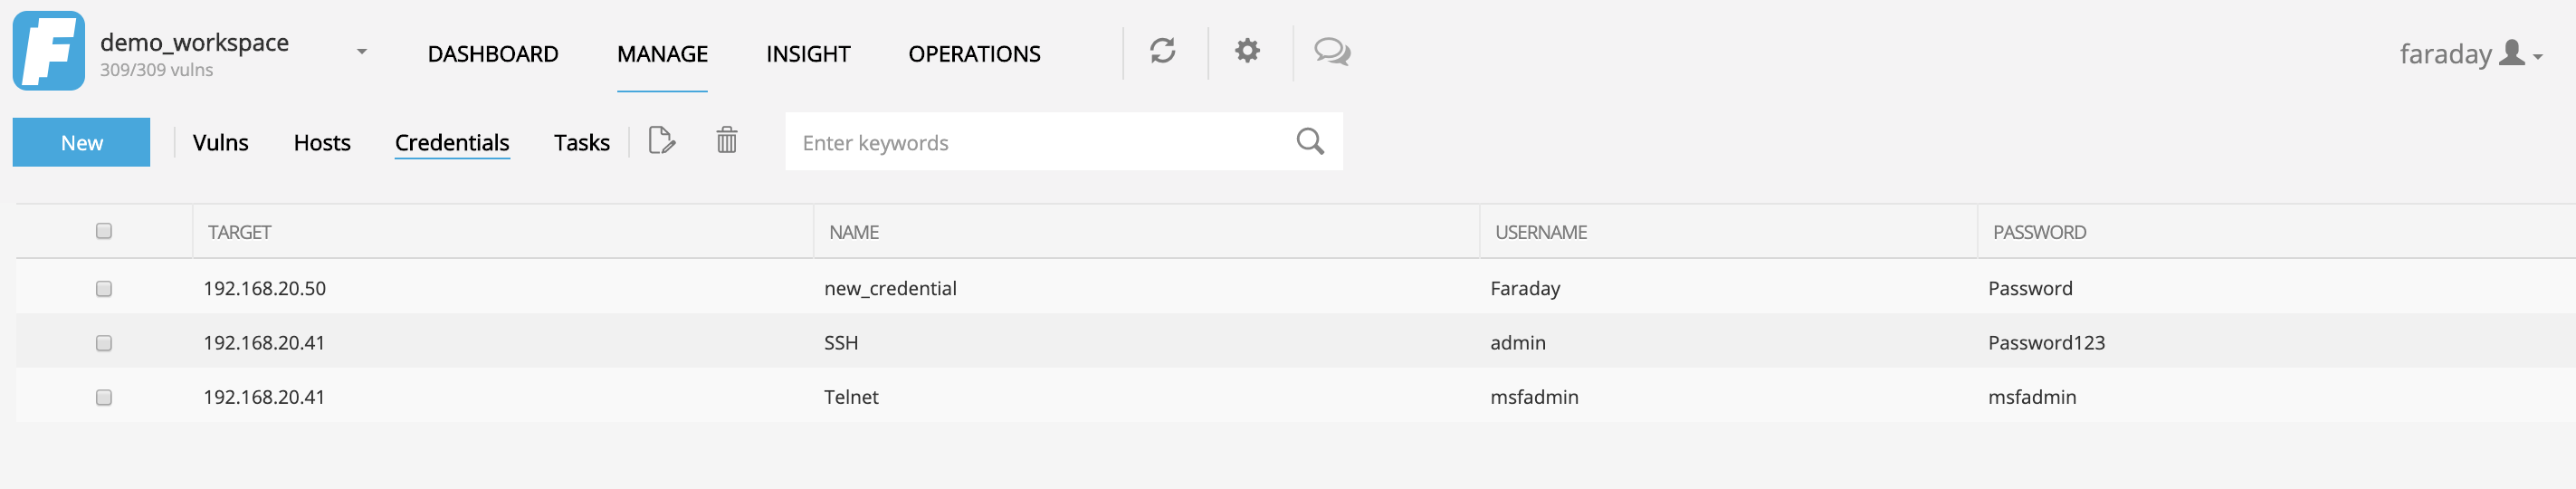 demo_workspace
309/309 vulns
DASHBOARD MANAGE INSIGHT OPERATIONS
faraday
New Vulns Hosts Credentials Tasks Enter keywords
TARGET NAME USERNAME PASSWORD
192.168.20.50 new_credential Faraday Password
192.168.20.41 SSH admin Password123
192.168.20.41 Telnet msfadmin msfadmin